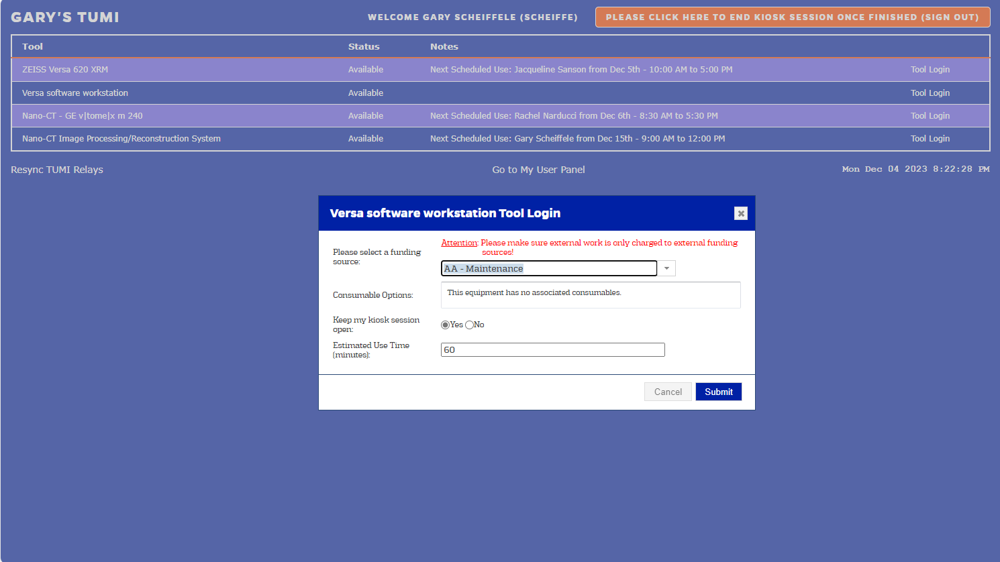 GARY'S TUMI
WELCOME GARY SCHEIFFELE (SCHEIFFE)
PLEASE CLICK HERE TO END KIOSK SESSION ONCE FINISHED (SIGN OUT)
Tool Status Notes
ZEISS Versa 620 XRM Available Next Scheduled Use: Jacqueline Sanson from Dec 5th - 10:00 AM to 5:00 PM Tool Login
Versa software workstation Available Tool Login
Nano-CT - GE v|tome|x m 240 Available Next Scheduled Use: Rachel Narducci from Dec 6th - 8:30 AM to 5:30 PM Tool Login
Nano-CT Image Processing/Reconstruction System Available Next Scheduled Use: Gary Scheiffele from Dec 15th - 9:00 AM to 12:00 PM Tool Login
Resync TUMI Relays Go to My User Panel Mon Dec 04 2023 8:22:28 PM
Versa software workstation Tool Login
Please select a funding
source:
Attention: Please make sure external work is only charged to external funding
sources!
AA - Maintenance
Consumable Options: This equipment has no associated consumables.
Keep my kiosk session
open:
Yes No
Estimated Use Time
(minutes):
60
Cancel Submit